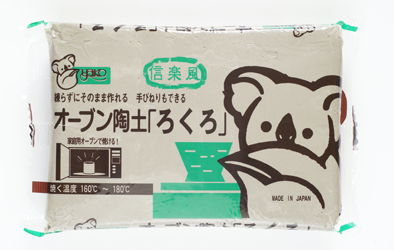 YAKO
信楽風
練らずにそのまま作れる 手びねりもできる
オーブン陶土「ろくろ」
家庭用オーブンで焼ける!
焼く温度 160℃ ～ 180℃
MADE IN JAPAN